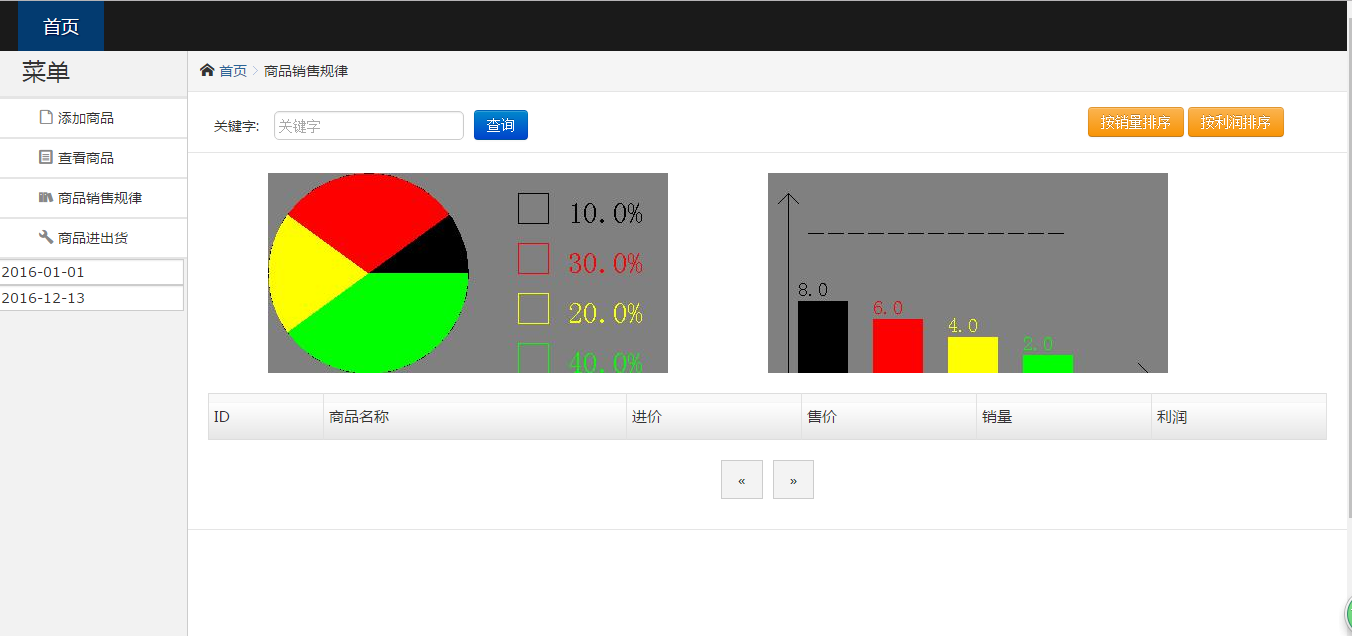 首页
菜单
添加商品
查看商品
商品销售规律
商品进出货
2016-01-01
2016-12-13
首页 > 商品销售规律
关键字: 关键字 查询 按销量排序 按利润排序
10.0%
30.0%
20.0%
40.0%
8.0
6.0
4.0
2.0
ID 商品名称 进价 售价 销量 利润
« »